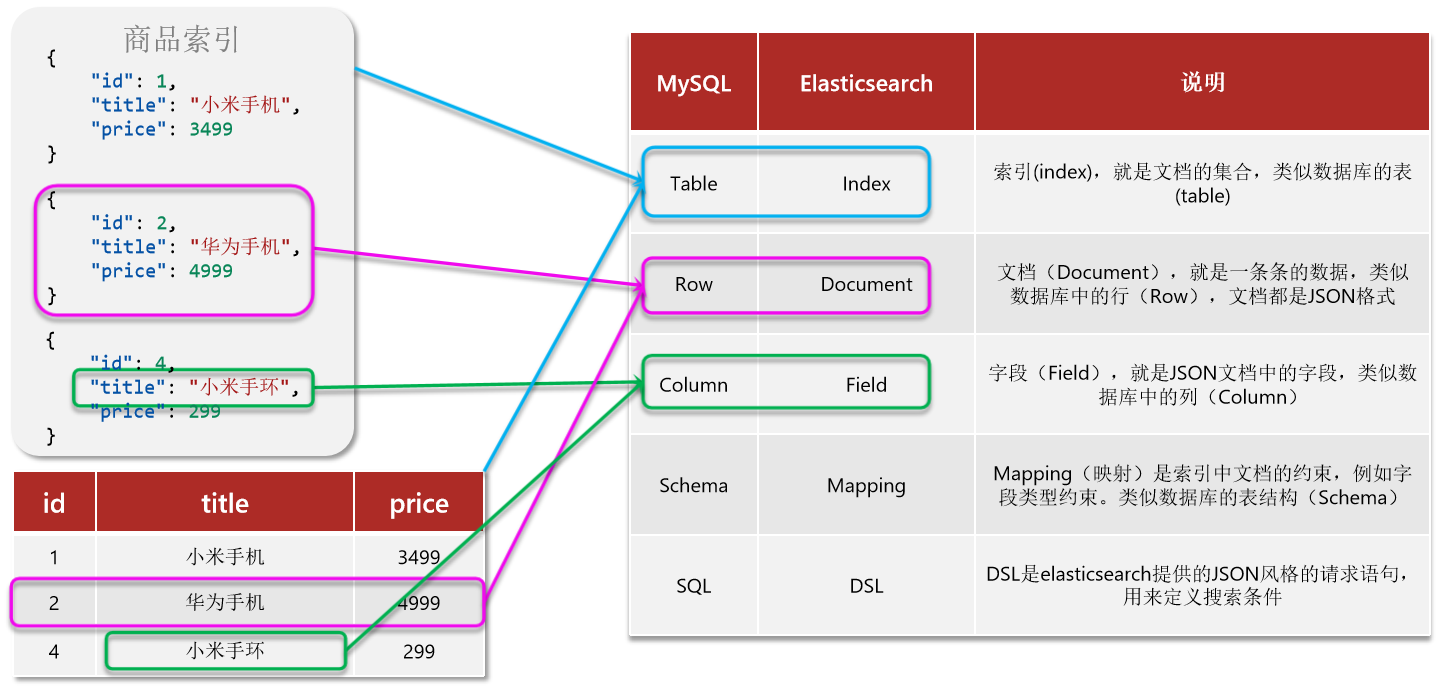 商品索引
{
"id": 1,
"title": "小米手机",
"price": 3499
}
{
"id": 2,
"title": "华为手机",
"price": 4999
}
{
"id": 4,
"title": "小米手环",
"price": 299
}
id title price
1 小米手机 3499
2 华为手机 4999
4 小米手环 299
MySQL Elasticsearch 说明
Table Index
索引(index)，就是文档的集合，类似数据库的表
(table)
Row Document
文档（Document），就是一条条的数据，类似
数据库中的行（Row），文档都是JSON格式
Column Field
字段（Field），就是JSON文档中的字段，类似数
据库中的列（Column）
Schema Mapping
Mapping（映射）是索引中文档的约束，例如字
段类型约束。类似数据库的表结构（Schema）
SQL DSL
DSL是elasticsearch提供的JSON风格的请求语句，
用来定义搜索条件